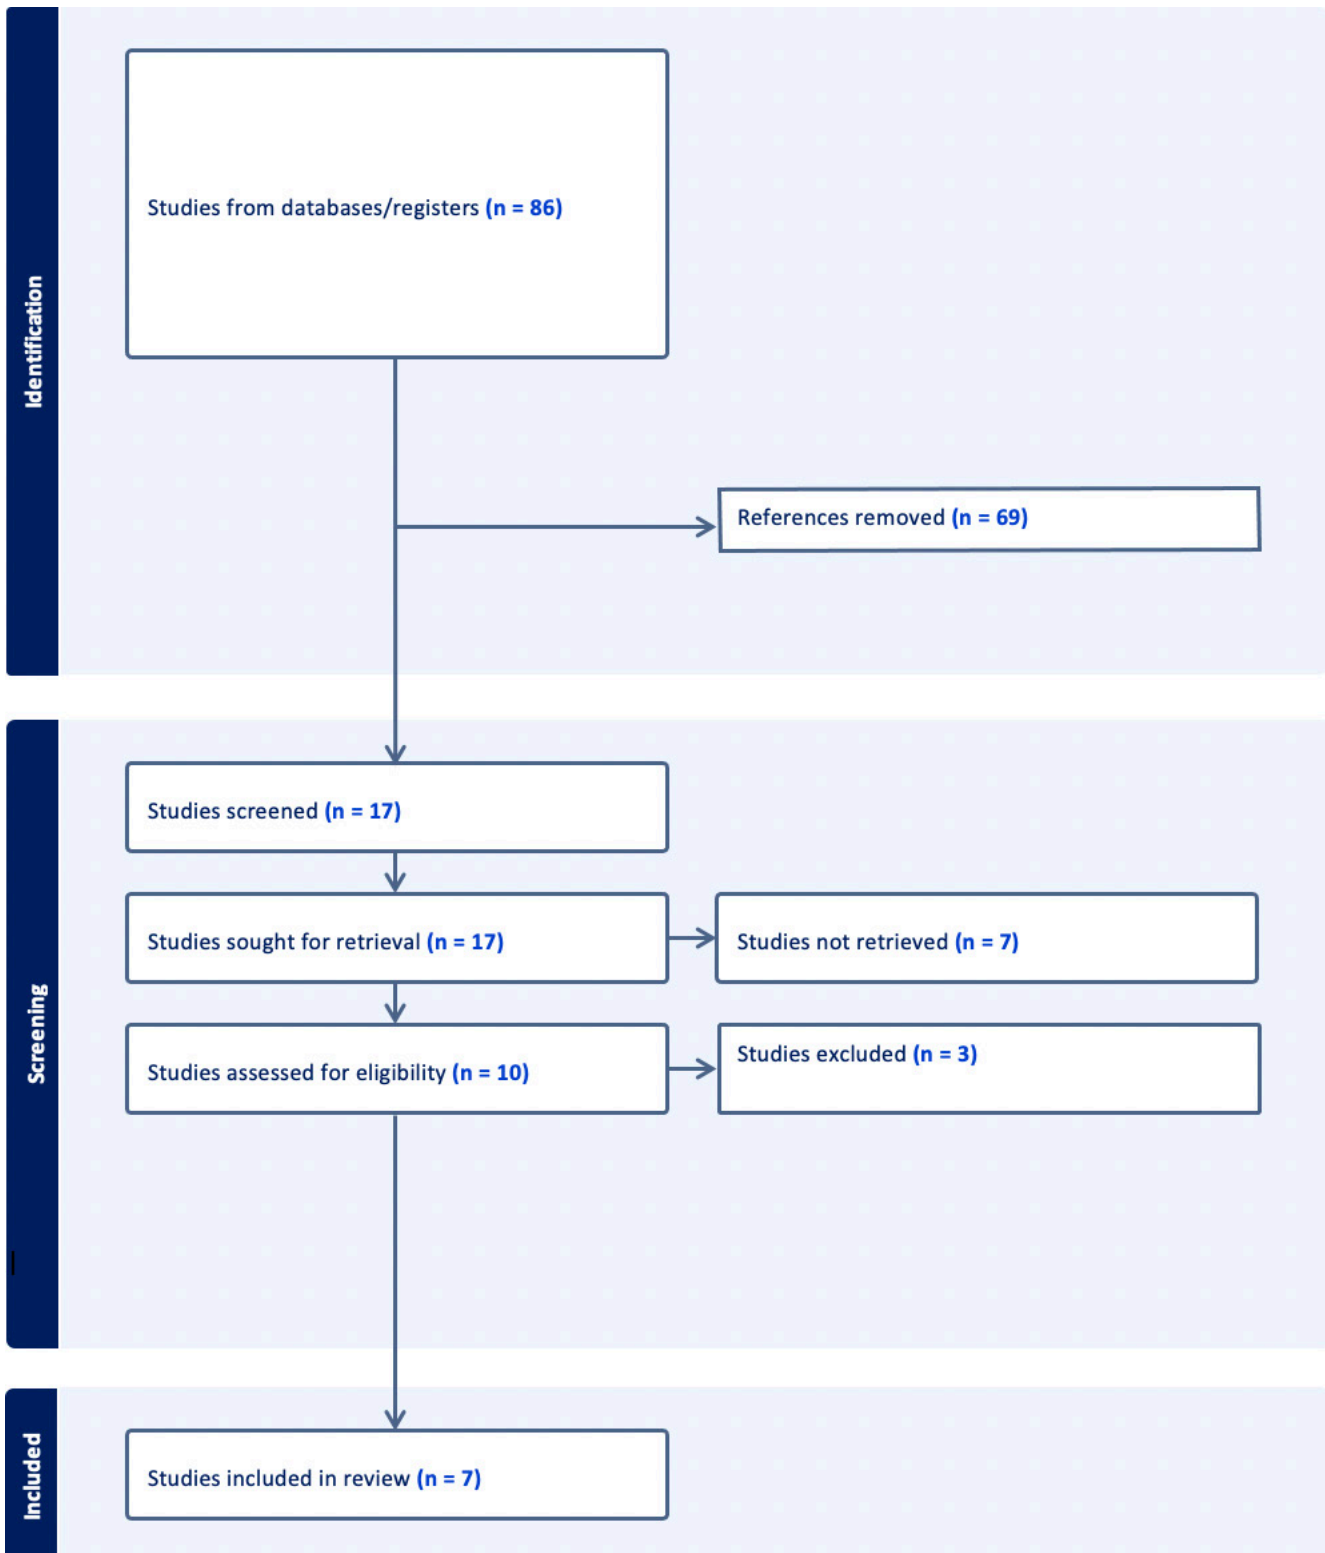 Identification
Studies from databases/registers (n = 86)
References removed (n = 69)
Screening
Studies screened (n = 17)
Studies sought for retrieval (n = 17)
Studies not retrieved (n = 7)
Studies assessed for eligibility (n = 10)
Studies excluded (n = 3)
Included
Studies included in review (n = 7)